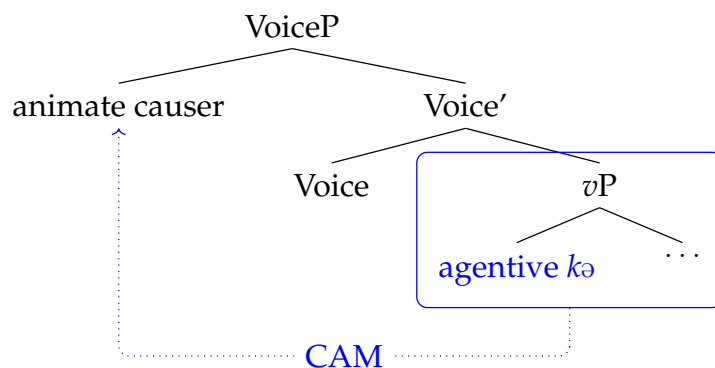 VoiceP
animate causer Voice’
Voice vP
agentive kə ...
CAM